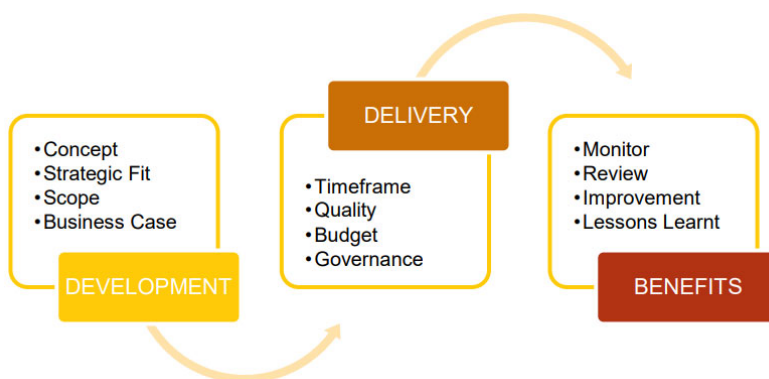 • Concept
• Strategic Fit
• Scope
• Business Case
DEVELOPMENT
DELIVERY
• Timeframe
• Quality
• Budget
• Governance
• Monitor
• Review
• Improvement
• Lessons Learnt
BENEFITS